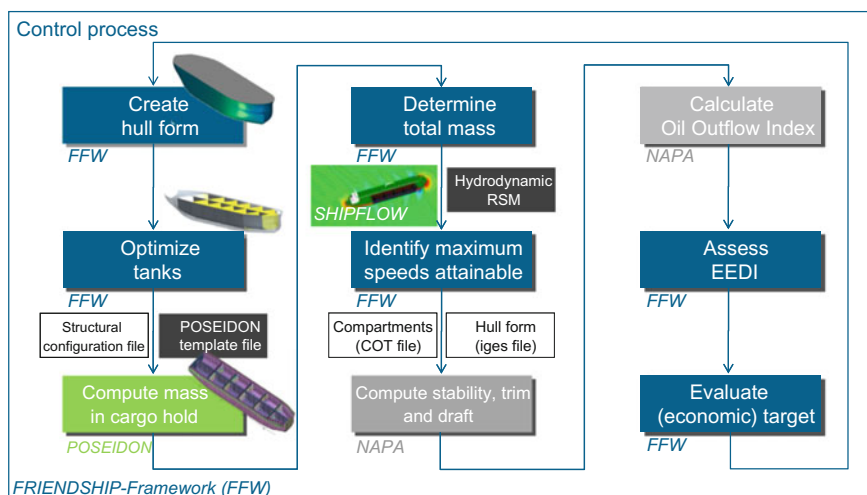 Control process
Create
hull form
FFW
Optimize
tanks
FFW
Structural
configuration file
POSEIDON
template file
Compute mass
in cargo hold
POSEIDON
Determine
total mass
FFW
SHIPFLOW
Hydrodynamic
RSM
Identify maximum
speeds attainable
FFW
Compartments
(COT file)
Hull form
(iges file)
Compute stability, trim
and draft
NAPA
Calculate
Oil Outflow Index
NAPA
Assess
EEDI
FFW
Evaluate
(economic) target
FFW
FRIENDSHIP-Framework (FFW)